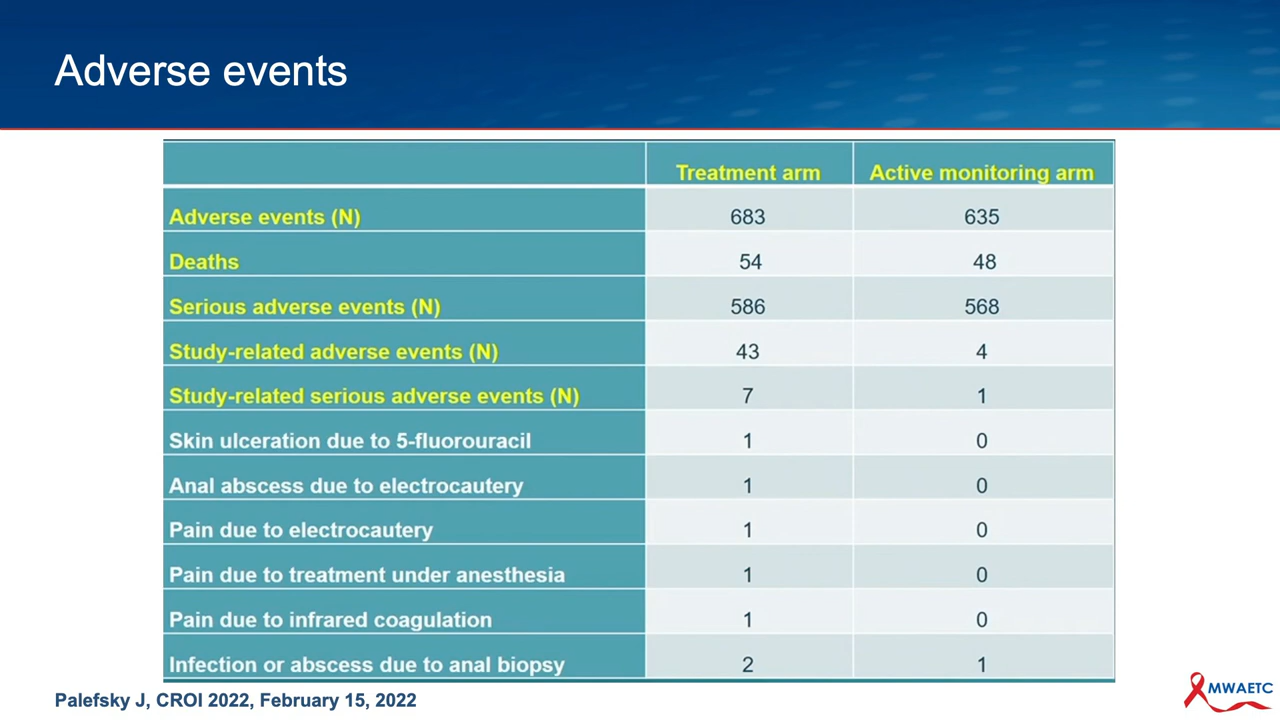 Adverse events
Treatment arm Active monitoring arm
Adverse events (N) 683 635
Deaths 54 48
Serious adverse events (N) 586 568
Study-related adverse events (N) 43 4
Study-related serious adverse events (N) 7 1
Skin ulceration due to 5-fluorouracil 1 0
Anal abscess due to electrocautery 1 0
Pain due to electrocautery 1 0
Pain due to treatment under anesthesia 1 0
Pain due to infrared coagulation 1 0
Infection or abscess due to anal biopsy 2 1
Palefsky J, CROI 2022, February 15, 2022
MWAETC